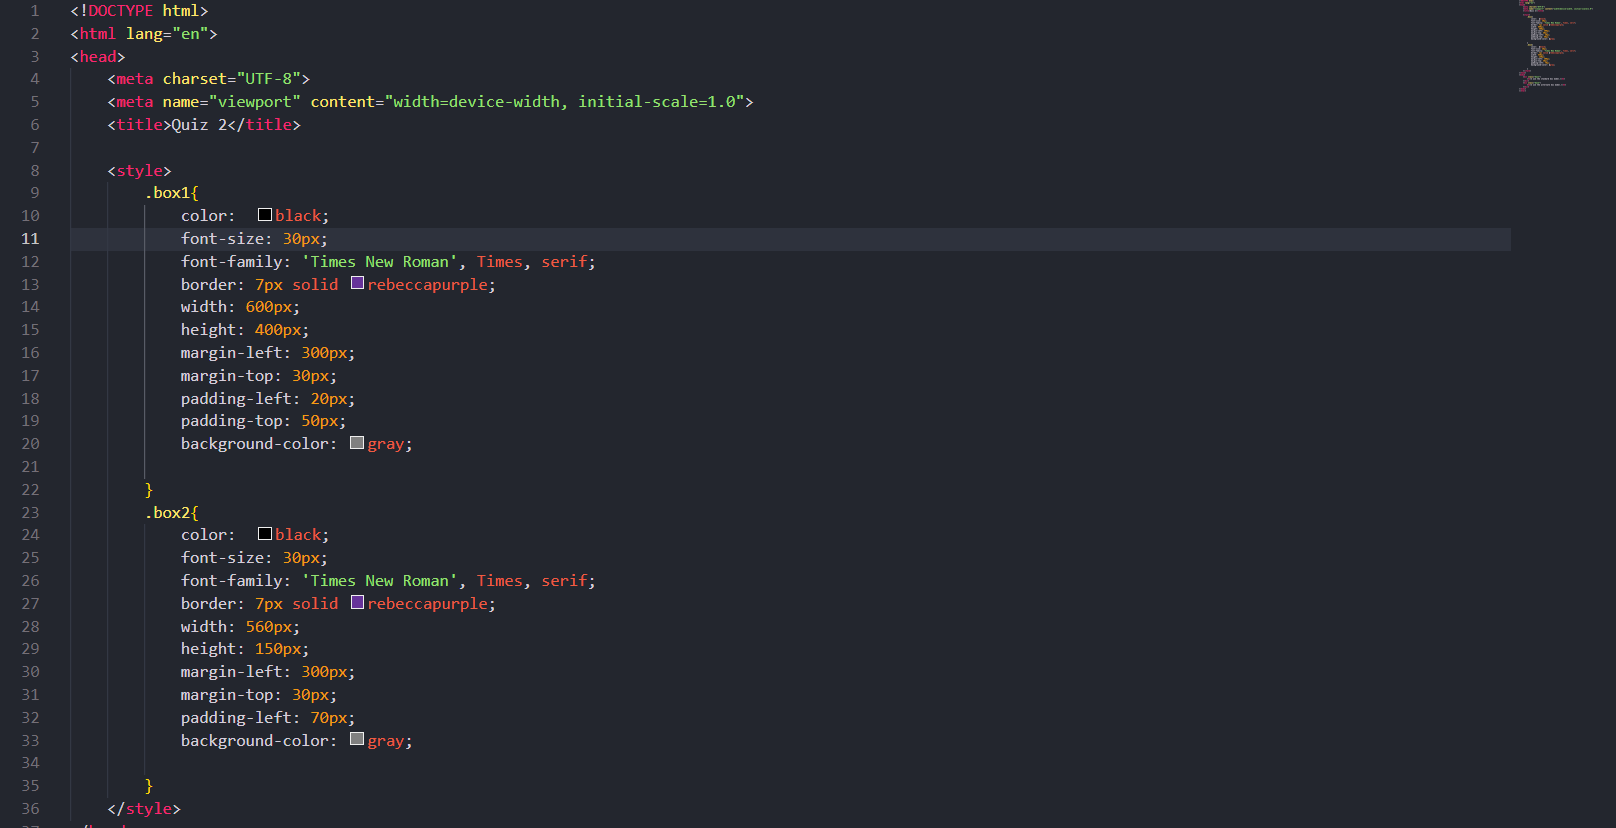 1 <!DOCTYPE html>
2 <html lang="en">
3 <head>
4     <meta charset="UTF-8">
5     <meta name="viewport" content="width=device-width, initial-scale=1.0">
6     <title>Quiz 2</title>
7
8     <style>
9         .box1{
10             color: black;
11             font-size: 30px;
12             font-family: 'Times New Roman', Times, serif;
13             border: 7px solid rebeccapurple;
14             width: 600px;
15             height: 400px;
16             margin-left: 300px;
17             margin-top: 30px;
18             padding-left: 20px;
19             padding-top: 50px;
20             background-color: gray;
21
22         }
23         .box2{
24             color: black;
25             font-size: 30px;
26             font-family: 'Times New Roman', Times, serif;
27             border: 7px solid rebeccapurple;
28             width: 560px;
29             height: 150px;
30             margin-left: 300px;
31             margin-top: 30px;
32             padding-left: 70px;
33             background-color: gray;
34
35         }
36     </style>